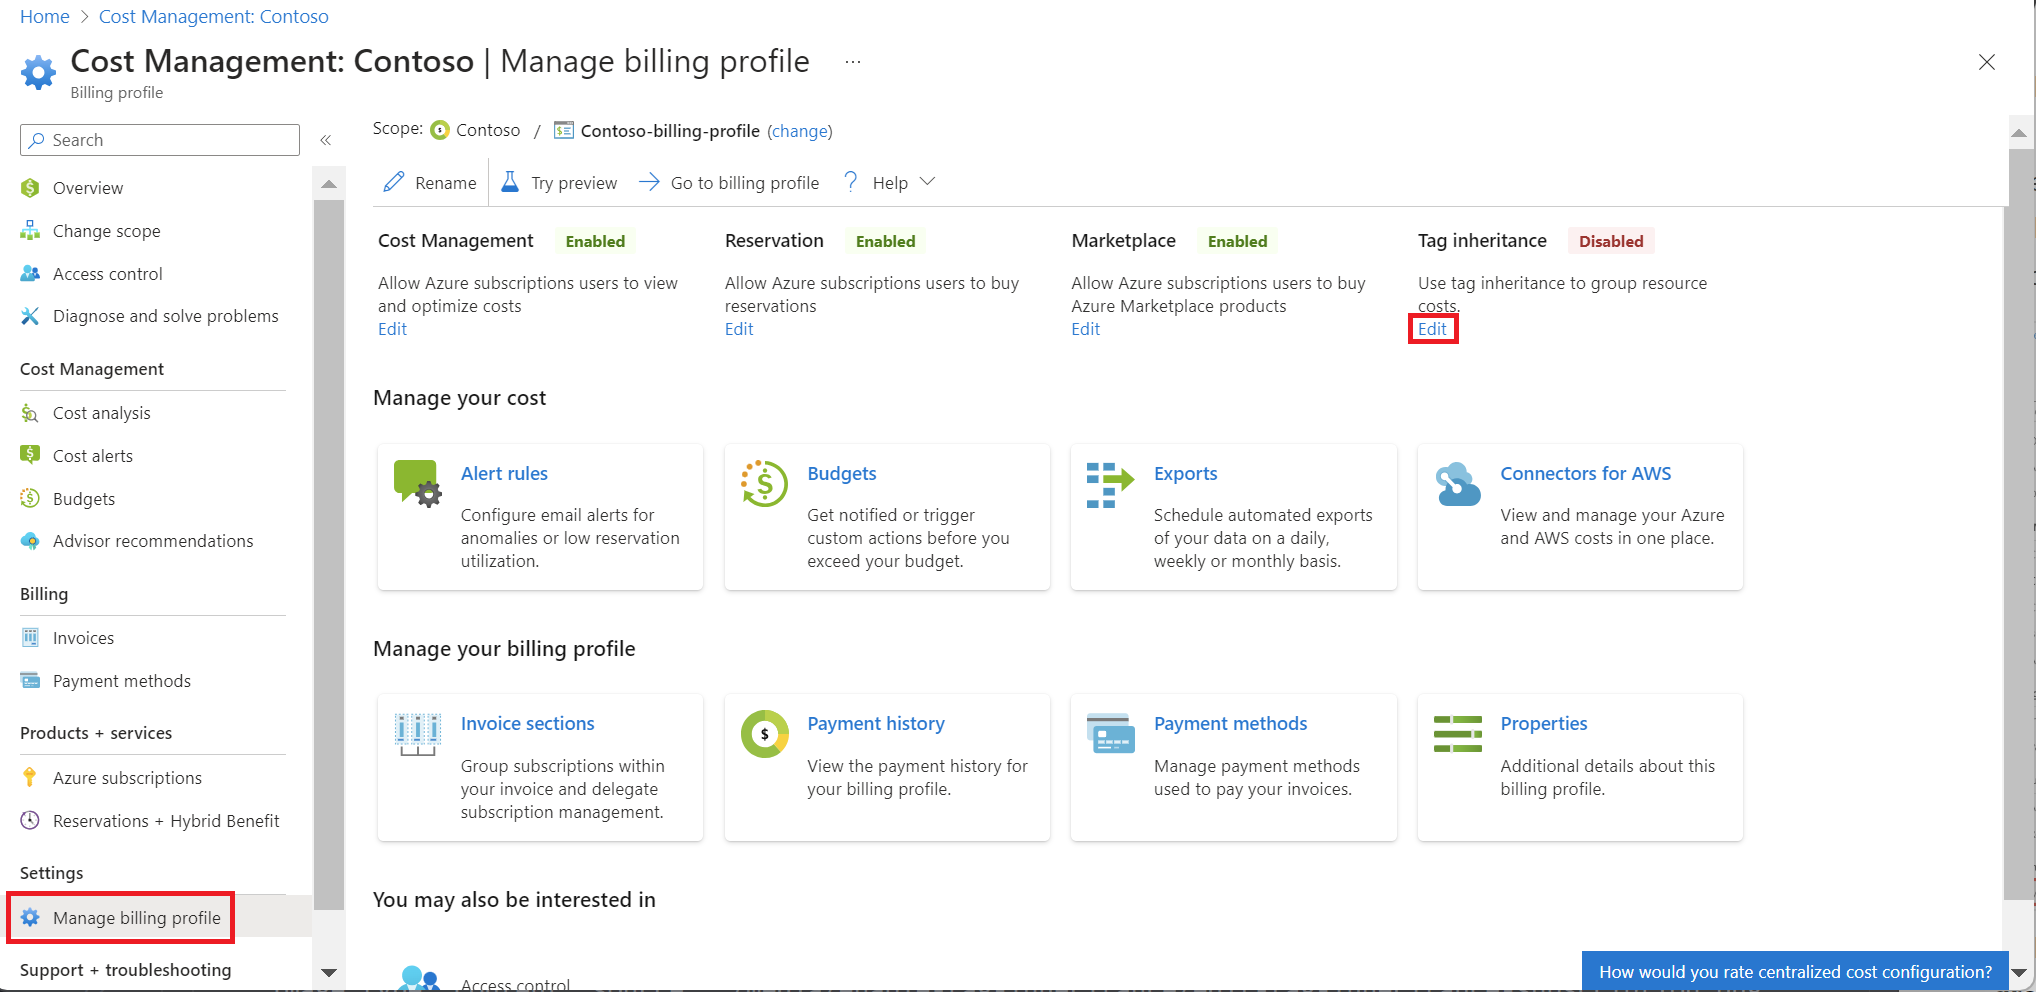 Home > Cost Management: Contoso
Cost Management: Contoso | Manage billing profile ...
Billing profile
Search «
Overview
Change scope
Access control
Diagnose and solve problems
Cost Management
Cost analysis
Cost alerts
Budgets
Advisor recommendations
Billing
Invoices
Payment methods
Products + services
Azure subscriptions
Reservations + Hybrid Benefit
Settings
Manage billing profile
Support + troubleshooting
Scope: Contoso / Contoso-billing-profile (change)
Rename Try preview Go to billing profile ? Help
Cost Management Enabled
Allow Azure subscriptions users to view
and optimize costs
Edit
Reservation Enabled
Allow Azure subscriptions users to buy
reservations
Edit
Marketplace Enabled
Allow Azure subscriptions users to buy
Azure Marketplace products
Edit
Tag inheritance Disabled
Use tag inheritance to group resource
costs.
Edit
Manage your cost
Alert rules
Configure email alerts for
anomalies or low reservation
utilization.
Budgets
Get notified or trigger
custom actions before you
exceed your budget.
Exports
Schedule automated exports
of your data on a daily,
weekly or monthly basis.
Connectors for AWS
View and manage your Azure
and AWS costs in one place.
Manage your billing profile
Invoice sections
Group subscriptions within
your invoice and delegate
subscription management.
Payment history
View the payment history for
your billing profile.
Payment methods
Manage payment methods
used to pay your invoices.
Properties
Additional details about this
billing profile.
You may also be interested in
Access control
How would you rate centralized cost configuration?